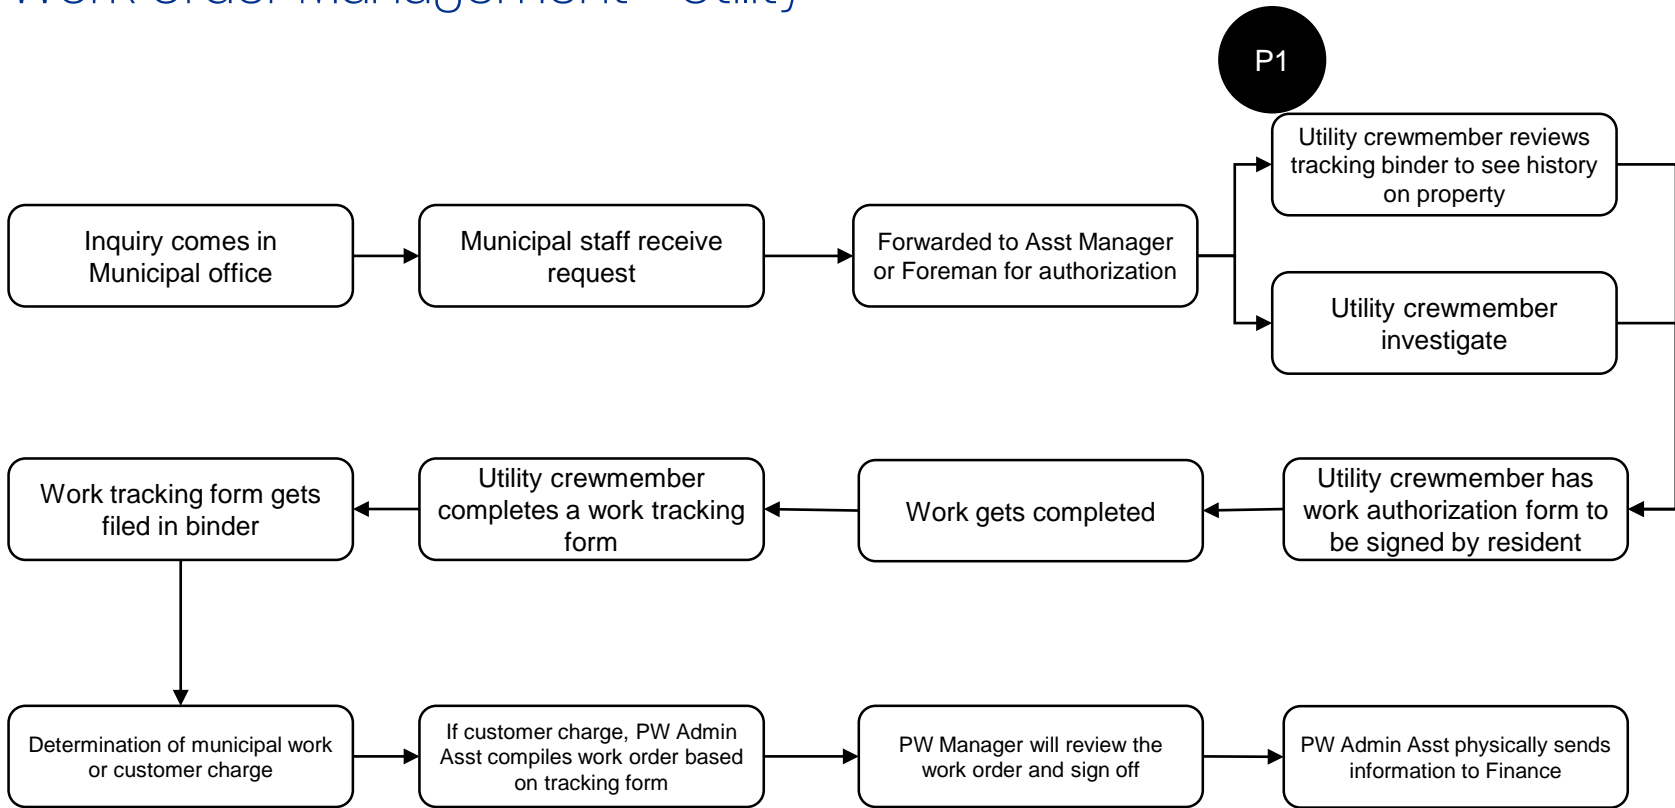 Work Order Management – Utility
P1
Utility crewmember reviews
tracking binder to see history
on property
Inquiry comes in
Municipal office
Municipal staff receive
request
Forwarded to Asst Manager
or Foreman for authorization
Utility crewmember
investigate
Work tracking form gets
filed in binder
Utility crewmember
completes a work tracking
form
Work gets completed
Utility crewmember has
work authorization form to
be signed by resident
Determination of municipal work
or customer charge
If customer charge, PW Admin
Asst compiles work order based
on tracking form
PW Manager will review the
work order and sign off
PW Admin Asst physically sends
information to Finance